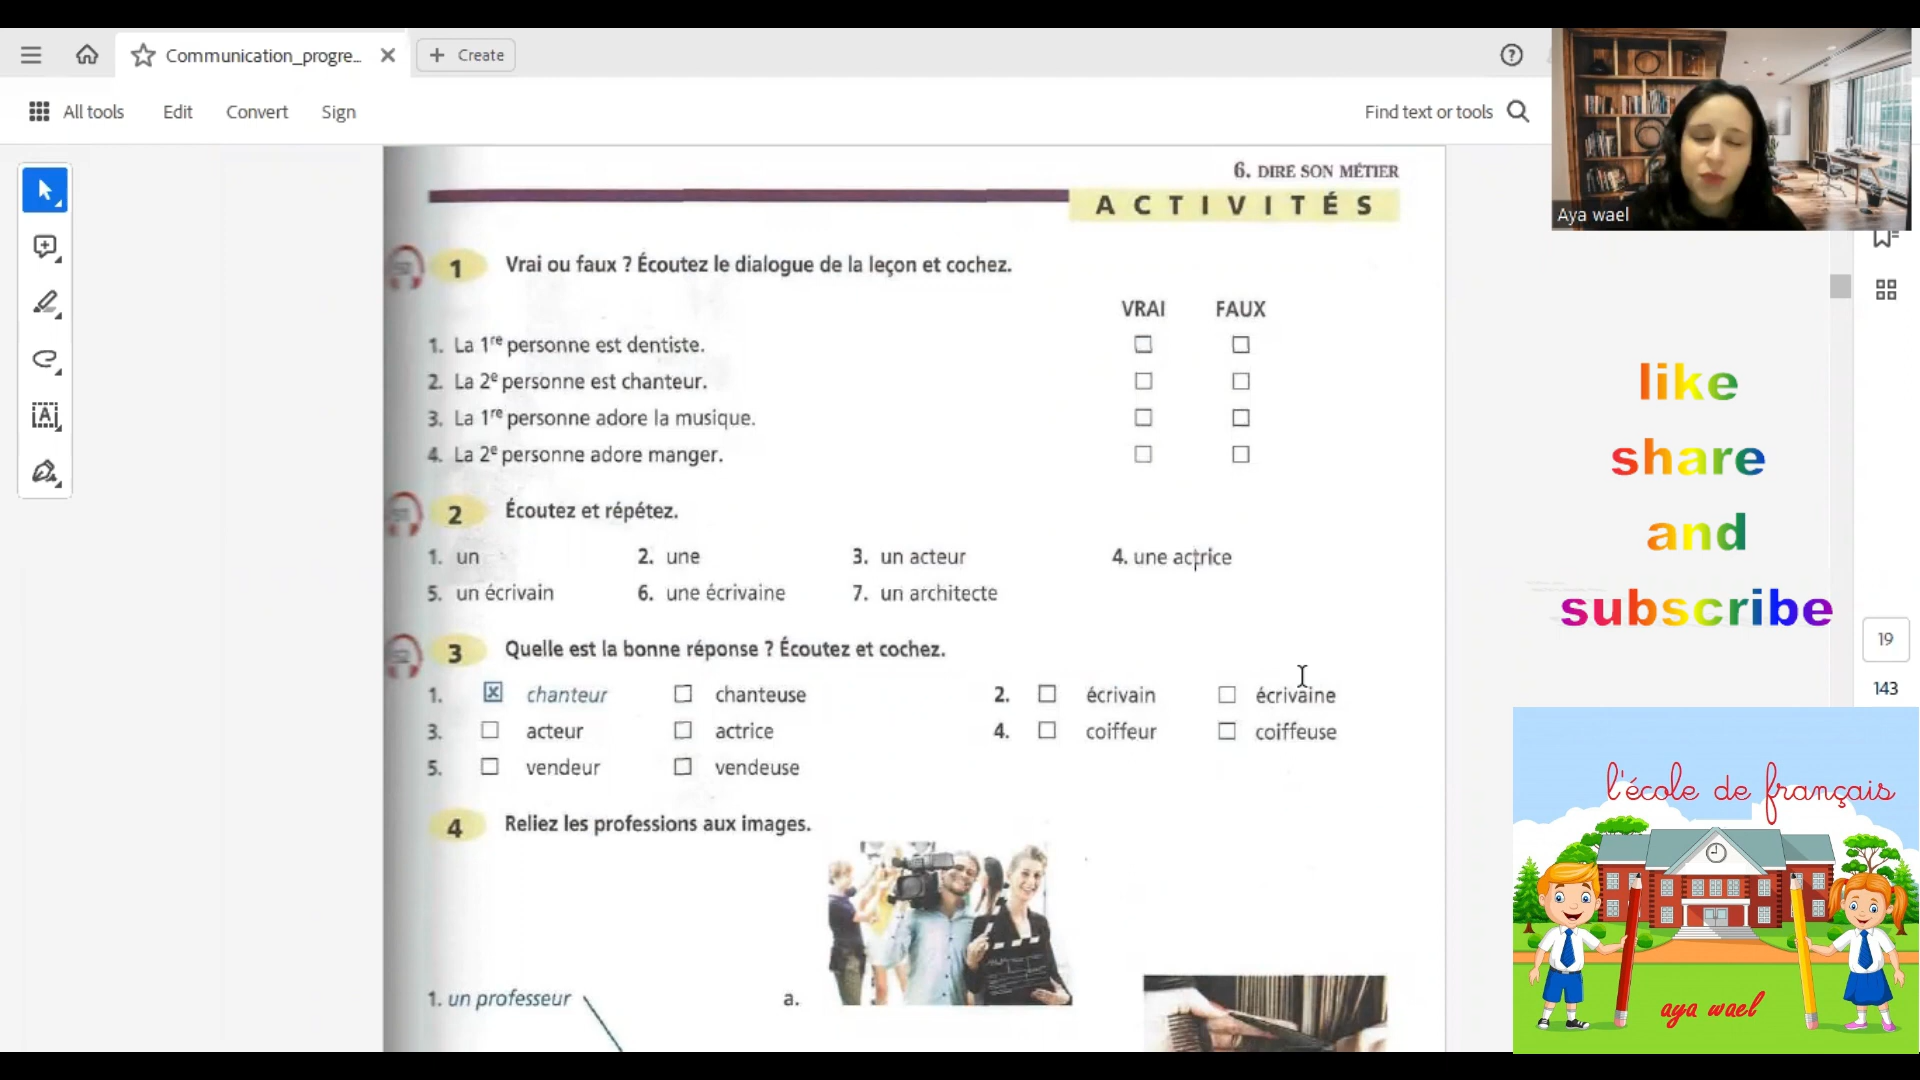 Communication_progre...
+ Create
All tools Edit Convert Sign
Find text or tools
Aya wael
6. DIRE SON MÉTIER
ACTIVITÉS
1 Vrai ou faux ? Écoutez le dialogue de la leçon et cochez.
VRAI FAUX
1. La 1re personne est dentiste.
2. La 2e personne est chanteur.
3. La 1re personne adore la musique.
4. La 2e personne adore manger.
2 Écoutez et répétez.
1. un 2. une 3. un acteur 4. une actrice
5. un écrivain 6. une écrivaine 7. un architecte
3 Quelle est la bonne réponse ? Écoutez et cochez.
1. chanteur chanteuse 2. écrivain écrivaine
3. acteur actrice 4. coiffeur coiffeuse
5. vendeur vendeuse
4 Reliez les professions aux images.
1. un professeur a.
like
share
and
subscribe
19
143
l'école de français
aya wael